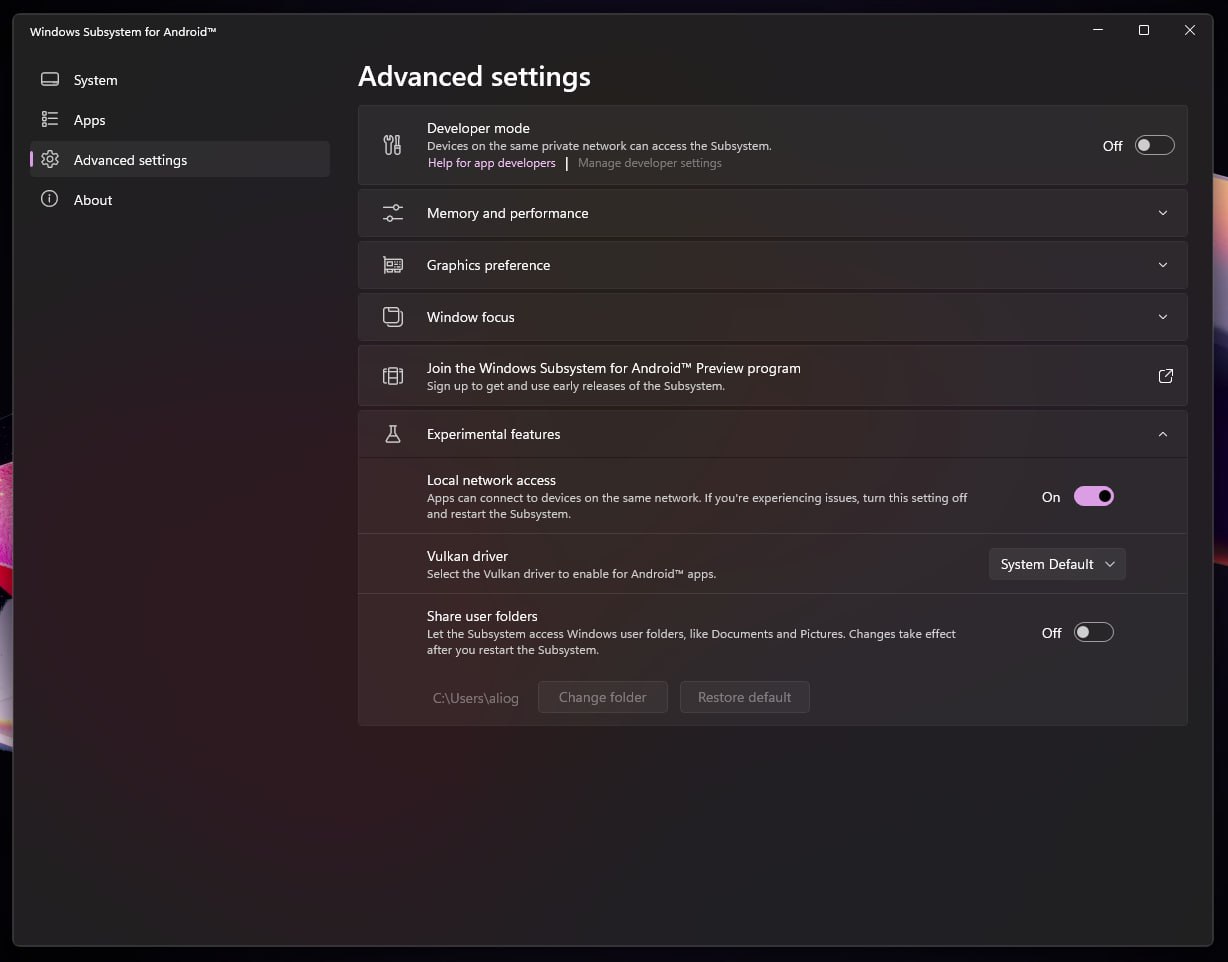 Windows Subsystem for Android™
System
Apps
Advanced settings
About
Advanced settings
Developer mode
Devices on the same private network can access the Subsystem.
Help for app developers | Manage developer settings
Off
Memory and performance
Graphics preference
Window focus
Join the Windows Subsystem for Android™ Preview program
Sign up to get and use early releases of the Subsystem.
Experimental features
Local network access
Apps can connect to devices on the same network. If you're experiencing issues, turn this setting off
and restart the Subsystem.
On
Vulkan driver
Select the Vulkan driver to enable for Android™ apps.
System Default
Share user folders
Let the Subsystem access Windows user folders, like Documents and Pictures. Changes take effect
after you restart the Subsystem.
Off
C:\Users\aliog
Change folder
Restore default